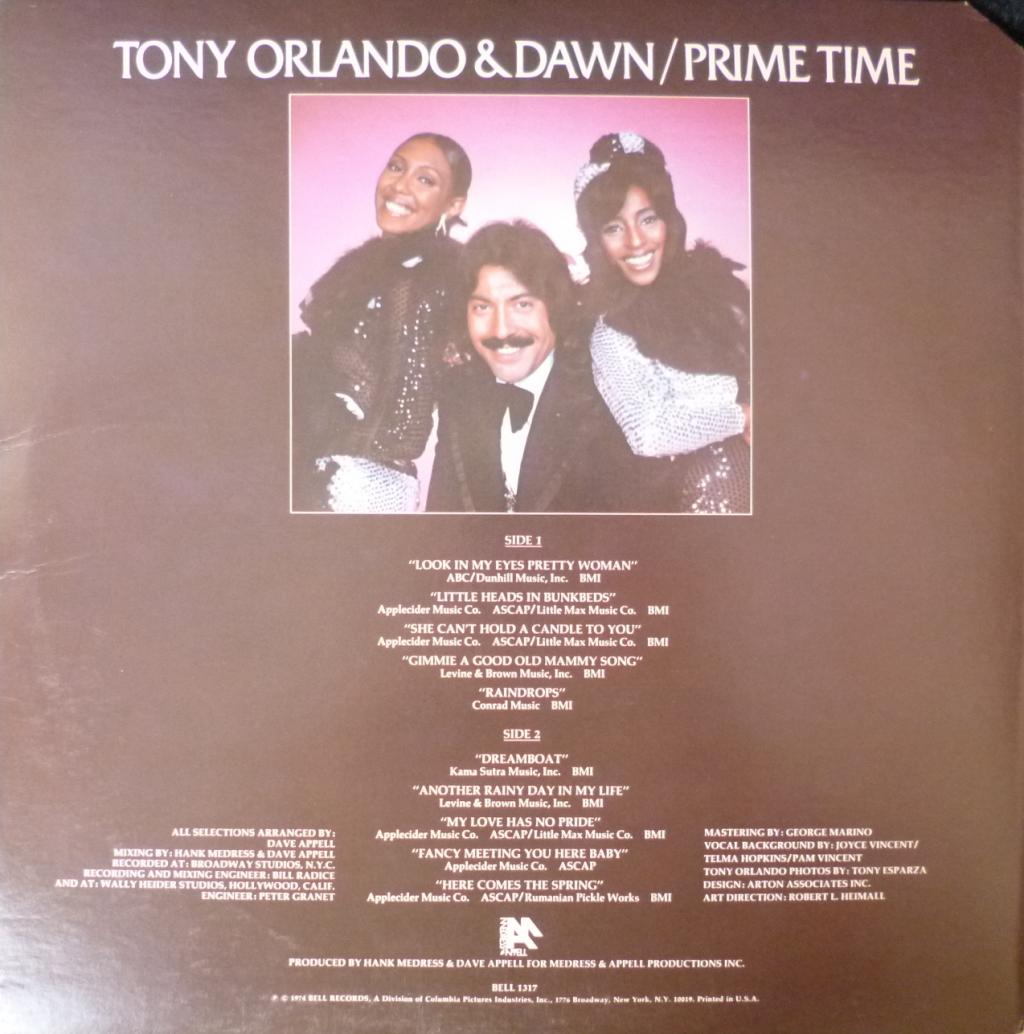 TONY ORLANDO & DAWN/PRIME TIME
SIDE 1
"LOOK IN MY EYES PRETTY WOMAN"
ABC/Dunhill Music, Inc. BMI
"LITTLE HEADS IN BUNKBEDS"
Applecider Music Co. ASCAP/Little Max Music Co. BMI
"SHE CAN'T HOLD A CANDLE TO YOU"
Applecider Music Co. ASCAP/Little Max Music Co. BMI
"GIMMIE A GOOD OLD MAMMY SONG"
Levine & Brown Music, Inc. BMI
"RAINDROPS"
Conrad Music BMI
SIDE 2
"DREAMBOAT"
Kama Sutra Music, Inc. BMI
"ANOTHER RAINY DAY IN MY LIFE"
Levine & Brown Music, Inc. BMI
"MY LOVE HAS NO PRIDE"
Applecider Music Co. ASCAP/Little Max Music Co. BMI
"FANCY MEETING YOU HERE BABY"
Applecider Music Co. ASCAP
"HERE COMES THE SPRING"
Applecider Music Co. ASCAP/Rumanian Pickle Works BMI
ALL SELECTIONS ARRANGED BY:
DAVE APPELL
MIXING BY: HANK MEDRESS & DAVE APPELL
RECORDED AT: BROADWAY STUDIOS, N.Y.C.
RECORDING AND MIXING ENGINEER: BILL RADICE
AND AT: WALLY HEIDER STUDIOS, HOLLYWOOD, CALIF.
ENGINEER: PETER GRANET
MASTERING BY: GEORGE MARINO
VOCAL BACKGROUND BY: JOYCE VINCENT/
TELMA HOPKINS/PAM VINCENT
TONY ORLANDO PHOTOS BY: TONY ESPARZA
DESIGN: ARTON ASSOCIATES INC.
ART DIRECTION: ROBERT L. HEIMALL
MEDRESS
APPELL
PRODUCED BY HANK MEDRESS & DAVE APPELL FOR MEDRESS & APPELL PRODUCTIONS INC.
BELL 1317
℗ © 1974 BELL RECORDS, A Division of Columbia Pictures Industries, Inc., 1776 Broadway, New York, N.Y. 10019. Printed in U.S.A.